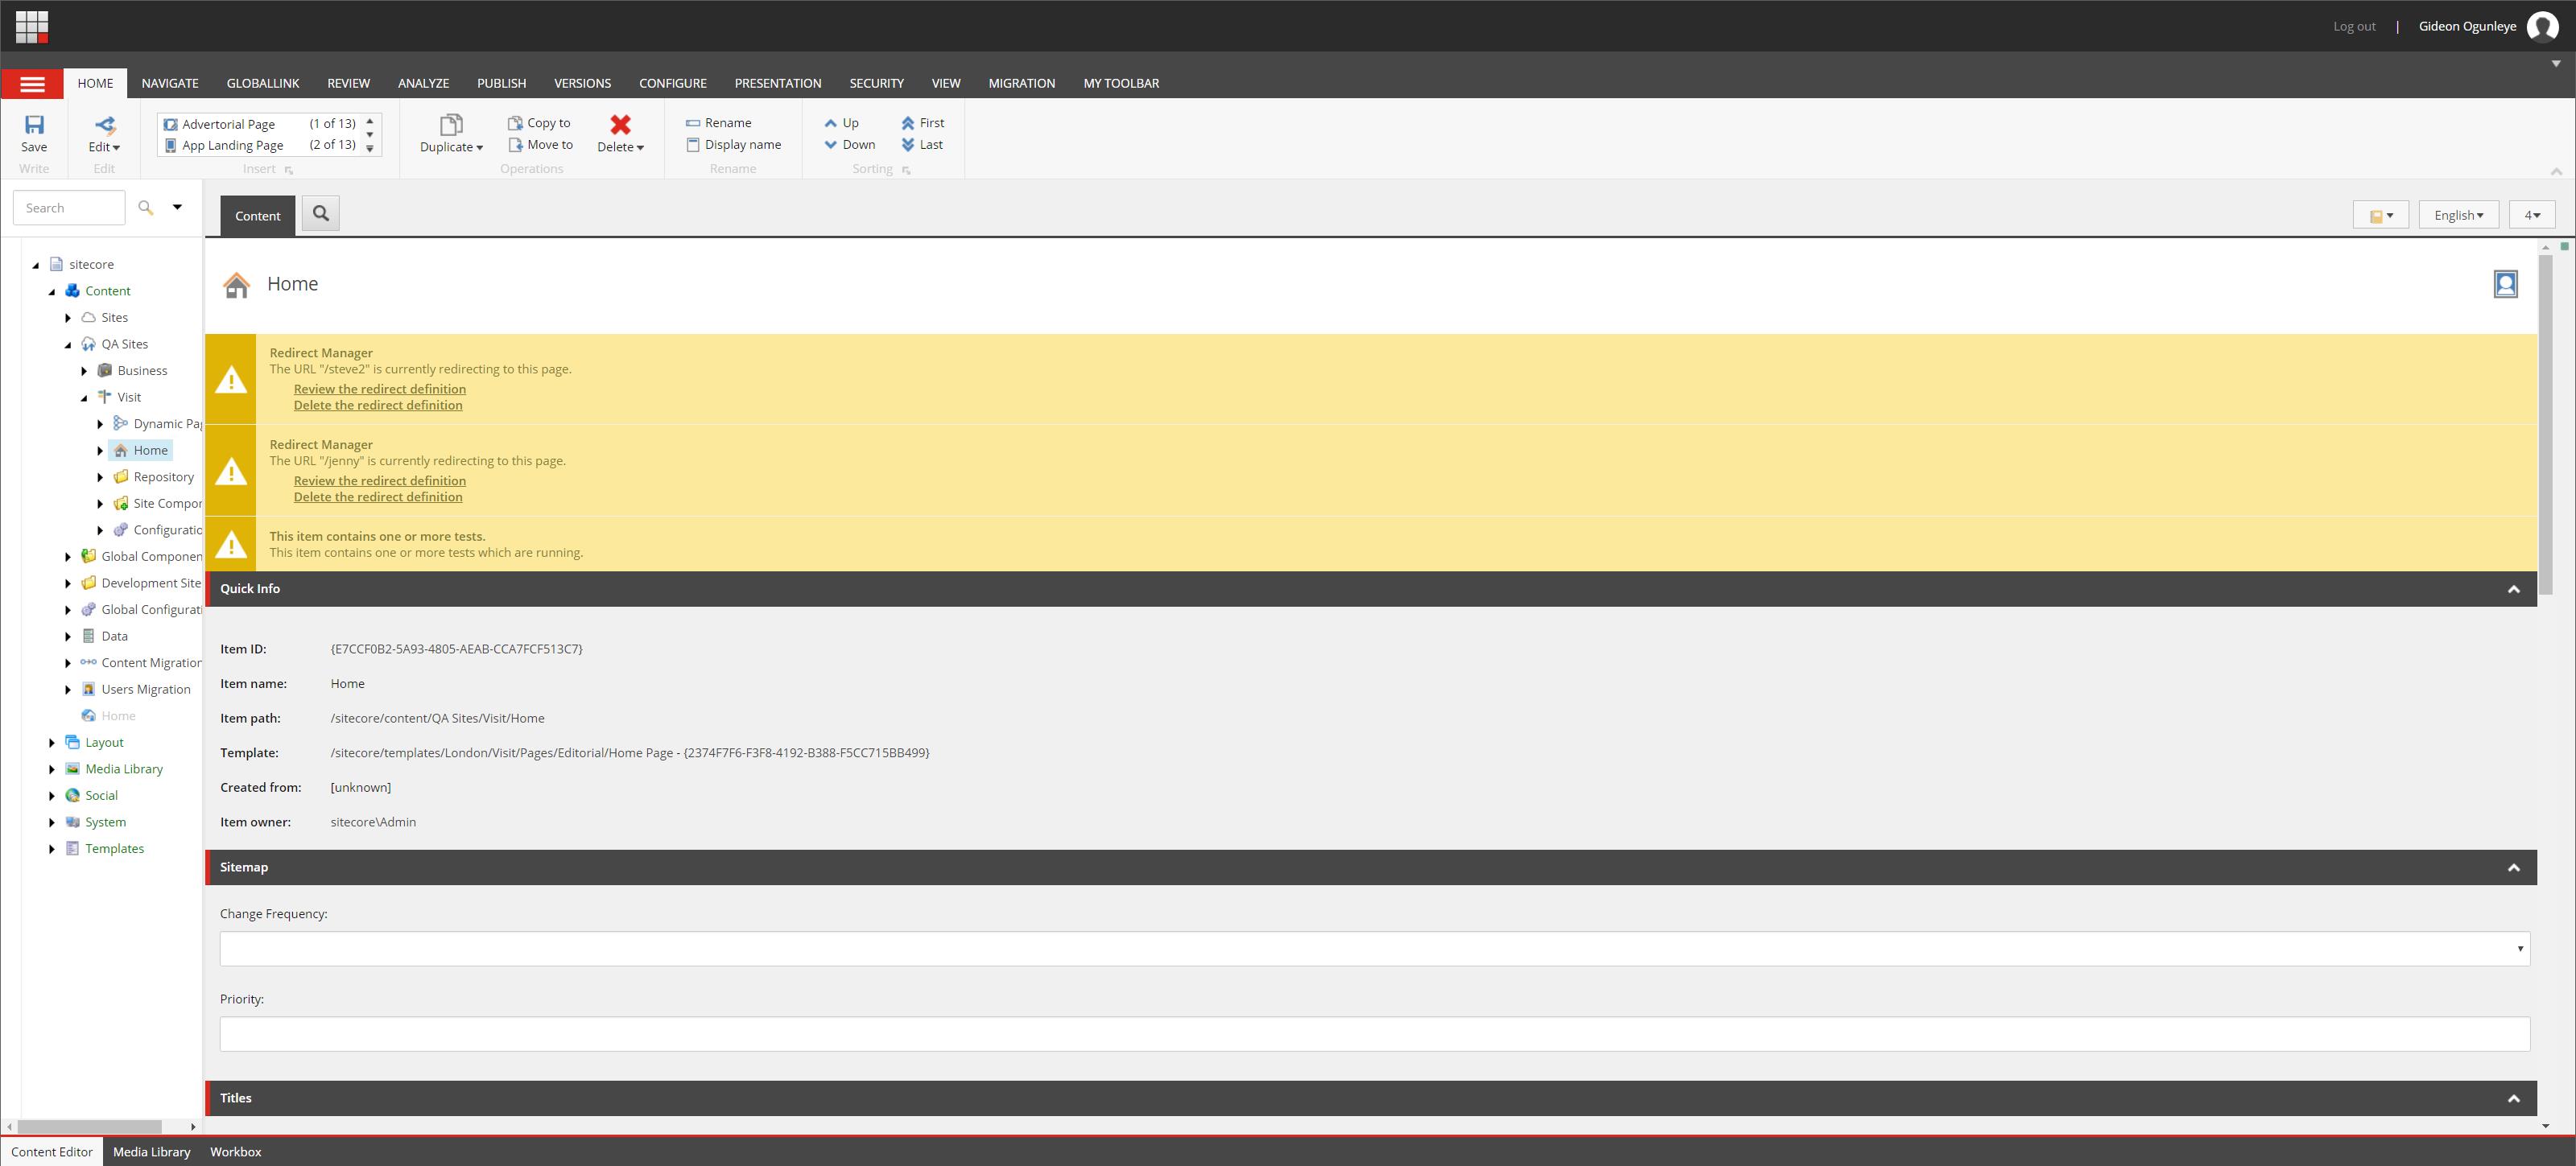 Log out | Gideon Ogunleye
HOME NAVIGATE GLOBALLINK REVIEW ANALYZE PUBLISH VERSIONS CONFIGURE PRESENTATION SECURITY VIEW MIGRATION MY TOOLBAR
Save
Write
Edit
Edit
Advertorial Page (1 of 13)
App Landing Page (2 of 13)
Insert
Duplicate
Copy to
Move to
Delete
Operations
Rename
Display name
Rename
Up
Down
First
Last
Sorting
Search
Content
English
4
sitecore
Content
Sites
QA Sites
Business
Visit
Dynamic Pag
Home
Repository
Site Compor
Configuratic
Global Componen
Development Site
Global Configurati
Data
Content Migration
Users Migration
Home
Layout
Media Library
Social
System
Templates
Home
Redirect Manager
The URL "/steve2" is currently redirecting to this page.
Review the redirect definition
Delete the redirect definition
Redirect Manager
The URL "/jenny" is currently redirecting to this page.
Review the redirect definition
Delete the redirect definition
This item contains one or more tests.
This item contains one or more tests which are running.
Quick Info
Item ID: {E7CCF0B2-5A93-4805-AEAB-CCA7FCF513C7}
Item name: Home
Item path: /sitecore/content/QA Sites/Visit/Home
Template: /sitecore/templates/London/Visit/Pages/Editorial/Home Page - {2374F7F6-F3F8-4192-B388-F5CC715BB499}
Created from: [unknown]
Item owner: sitecore\Admin
Sitemap
Change Frequency:
Priority:
Titles
Content Editor Media Library Workbox